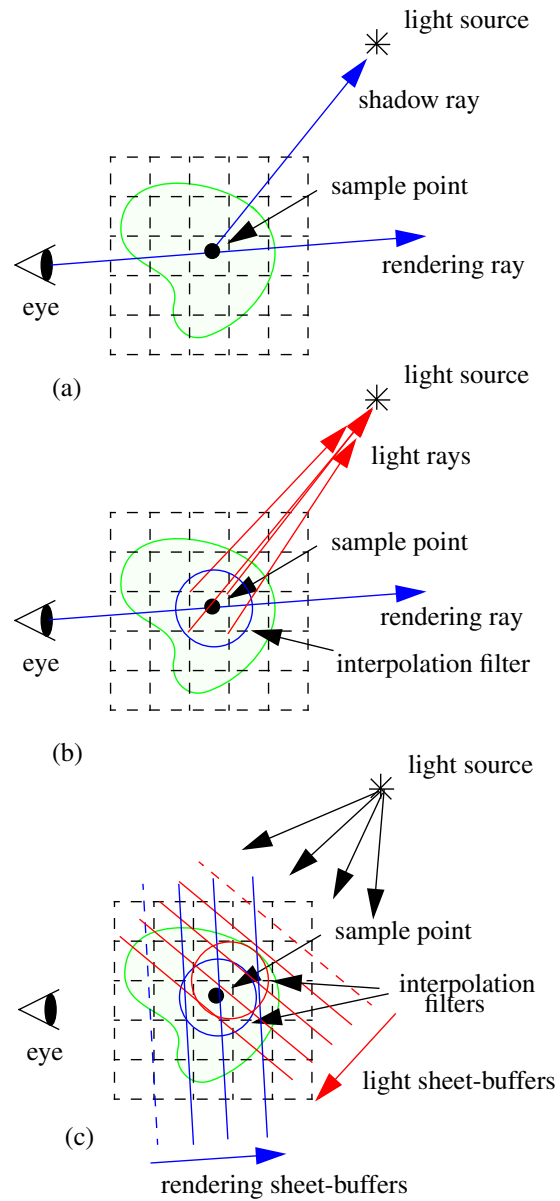 light source
shadow ray
sample point
rendering ray
eye
(a)
light source
light rays
sample point
rendering ray
interpolation filter
eye
(b)
light source
sample point
interpolation
filters
eye
light sheet-buffers
(c)
rendering sheet-buffers